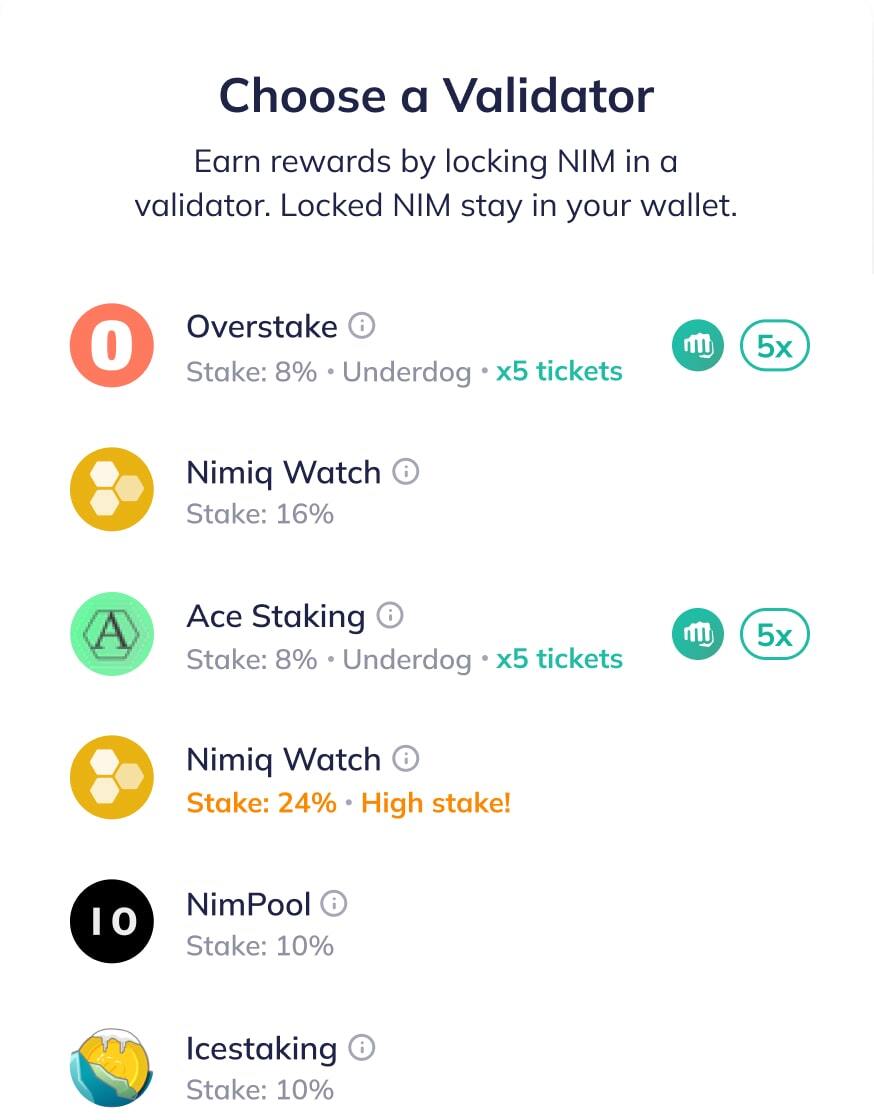 Choose a Validator
Earn rewards by locking NIM in a
validator. Locked NIM stay in your wallet.
O
Overstake
Stake: 8% • Underdog • x5 tickets
5x
Nimiq Watch
Stake: 16%
A
Ace Staking
Stake: 8% • Underdog • x5 tickets
5x
Nimiq Watch
Stake: 24% • High stake!
IO
NimPool
Stake: 10%
Icestaking
Stake: 10%